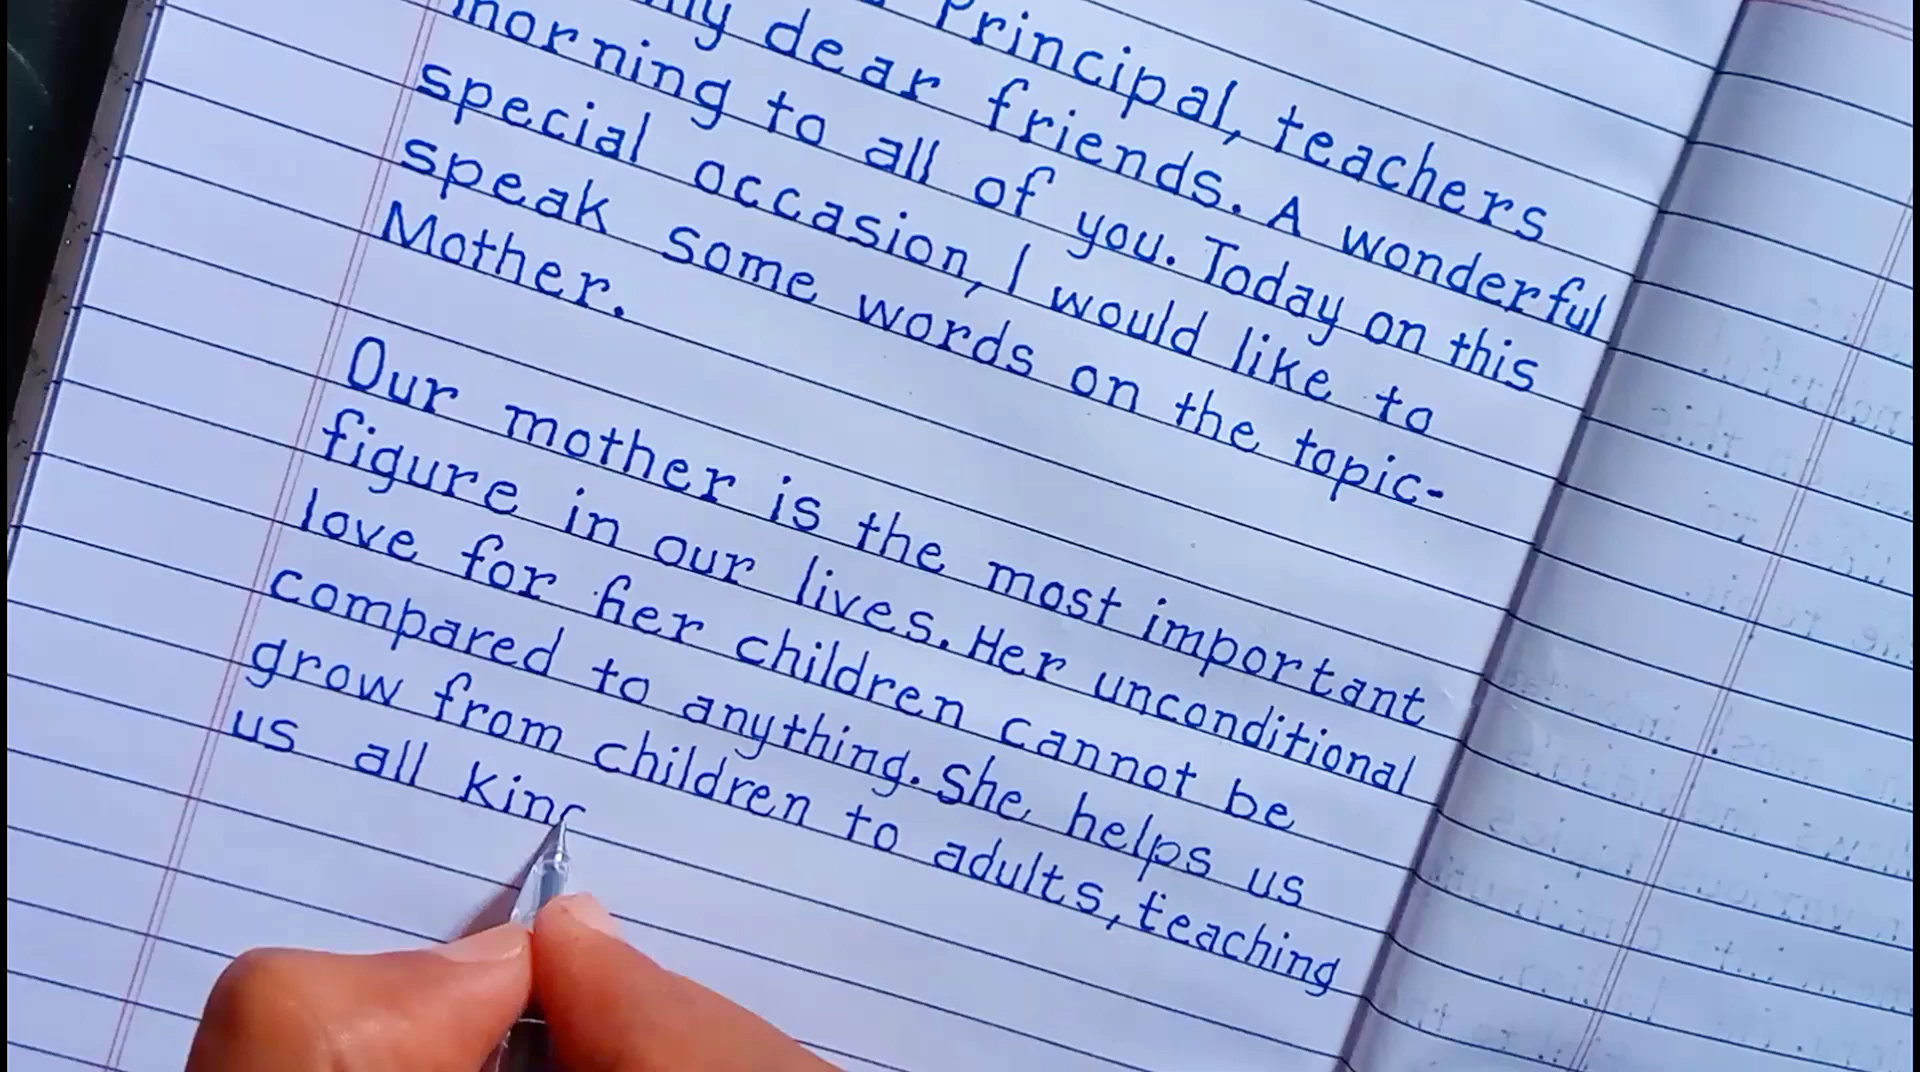 Principal, teachers
my dear friends. A wonderful
morning to all of you. Today on this
special occasion, I would like to
speak some words on the topic-
Mother.
Our mother is the most important
figure in our lives. Her unconditional
love for her children cannot be
compared to anything. She helps us
grow from children to adults, teaching
us all kinc